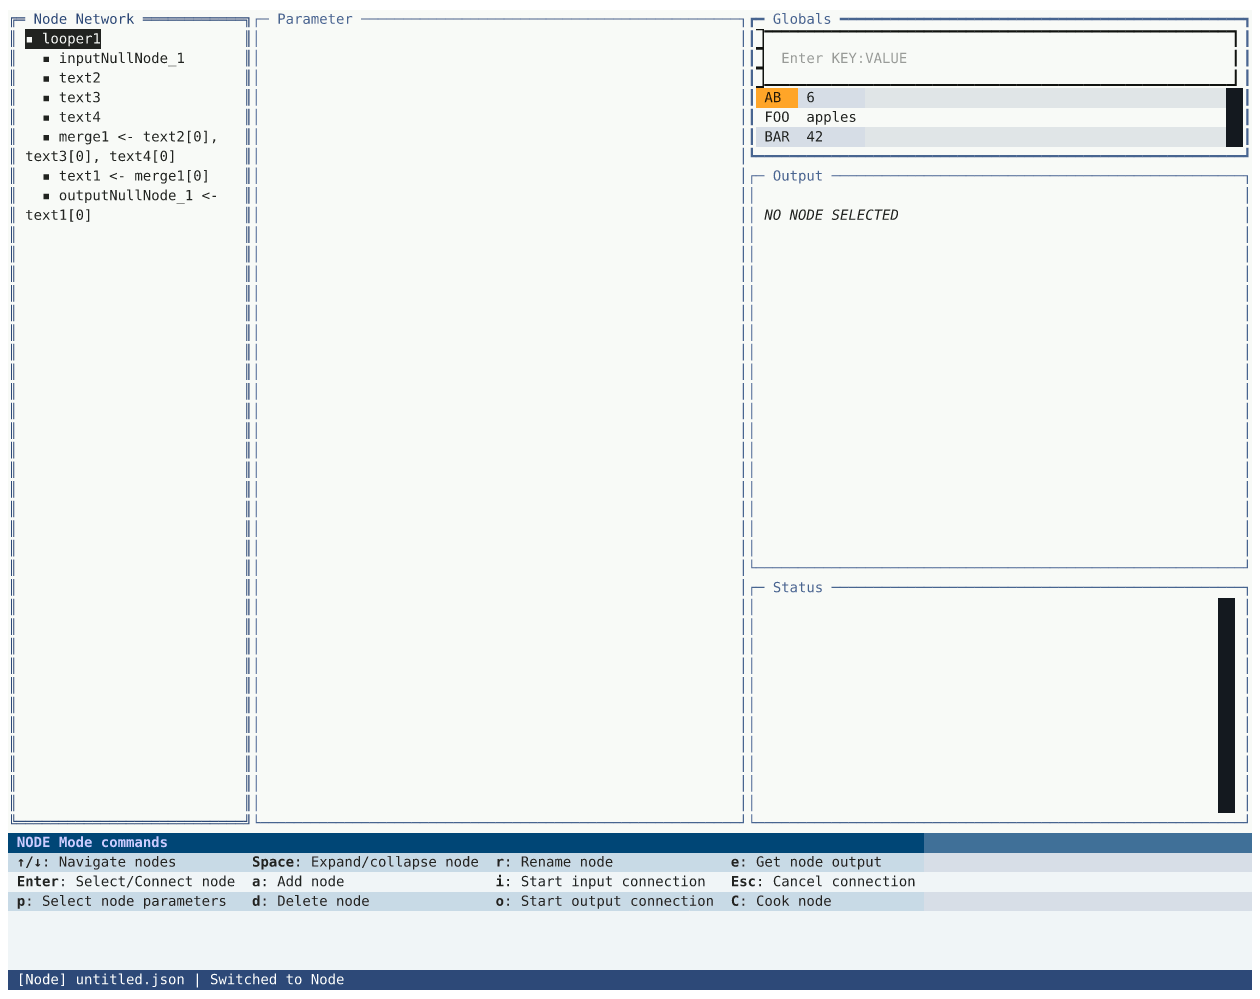 Node Network
▪ looper1
▪ inputNullNode_1
▪ text2
▪ text3
▪ text4
▪ merge1 <- text2[0],
text3[0], text4[0]
▪ text1 <- merge1[0]
▪ outputNullNode_1 <-
text1[0]
Parameter
Globals
Enter KEY:VALUE
AB 6
FOO apples
BAR 42
Output
NO NODE SELECTED
Status
NODE Mode commands
↑/↓: Navigate nodes Space: Expand/collapse node r: Rename node e: Get node output
Enter: Select/Connect node a: Add node i: Start input connection Esc: Cancel connection
p: Select node parameters d: Delete node o: Start output connection C: Cook node
[Node] untitled.json | Switched to Node